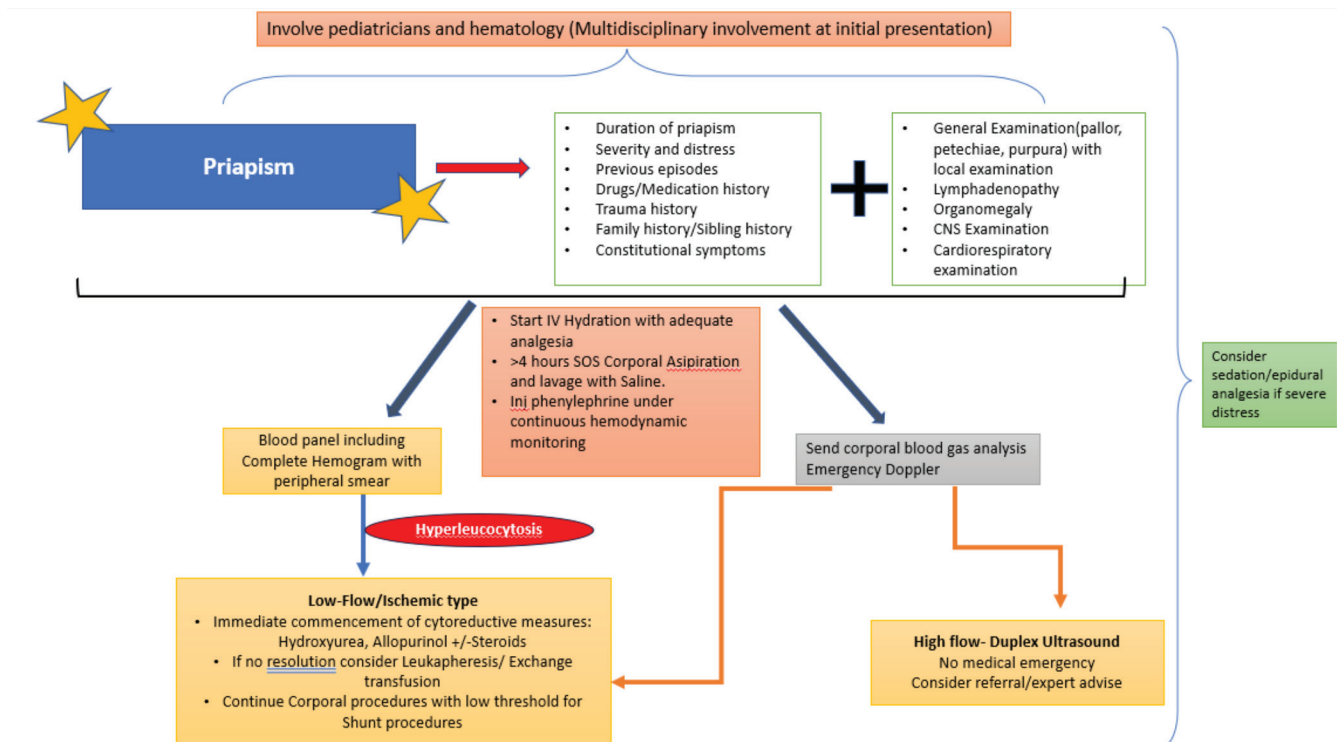 Involve pediatricians and hematology (Multidisciplinary involvement at initial presentation)
Priapism
• Duration of priapism
• Severity and distress
• Previous episodes
• Drugs/Medication history
• Trauma history
• Family history/Sibling history
• Constitutional symptoms
• General Examination(pallor,
petechiae, purpura) with
local examination
• Lymphadenopathy
• Organomegaly
• CNS Examination
• Cardiorespiratory
examination
• Start IV Hydration with adequate
analgesia
• >4 hours SOS Corporal Asipiration
and lavage with Saline.
• Inj phenylephrine under
continuous hemodynamic
monitoring
Consider
sedation/epidural
analgesia if severe
distress
Blood panel including
Complete Hemogram with
peripheral smear
Send corporal blood gas analysis
Emergency Doppler
Hyperleucocytosis
Low-Flow/Ischemic type
• Immediate commencement of cytoreductive measures:
Hydroxyurea, Allopurinol +/-Steroids
• If no resolution consider Leukapheresis/ Exchange
transfusion
• Continue Corporal procedures with low threshold for
Shunt procedures
High flow- Duplex Ultrasound
No medical emergency
Consider referral/expert advise